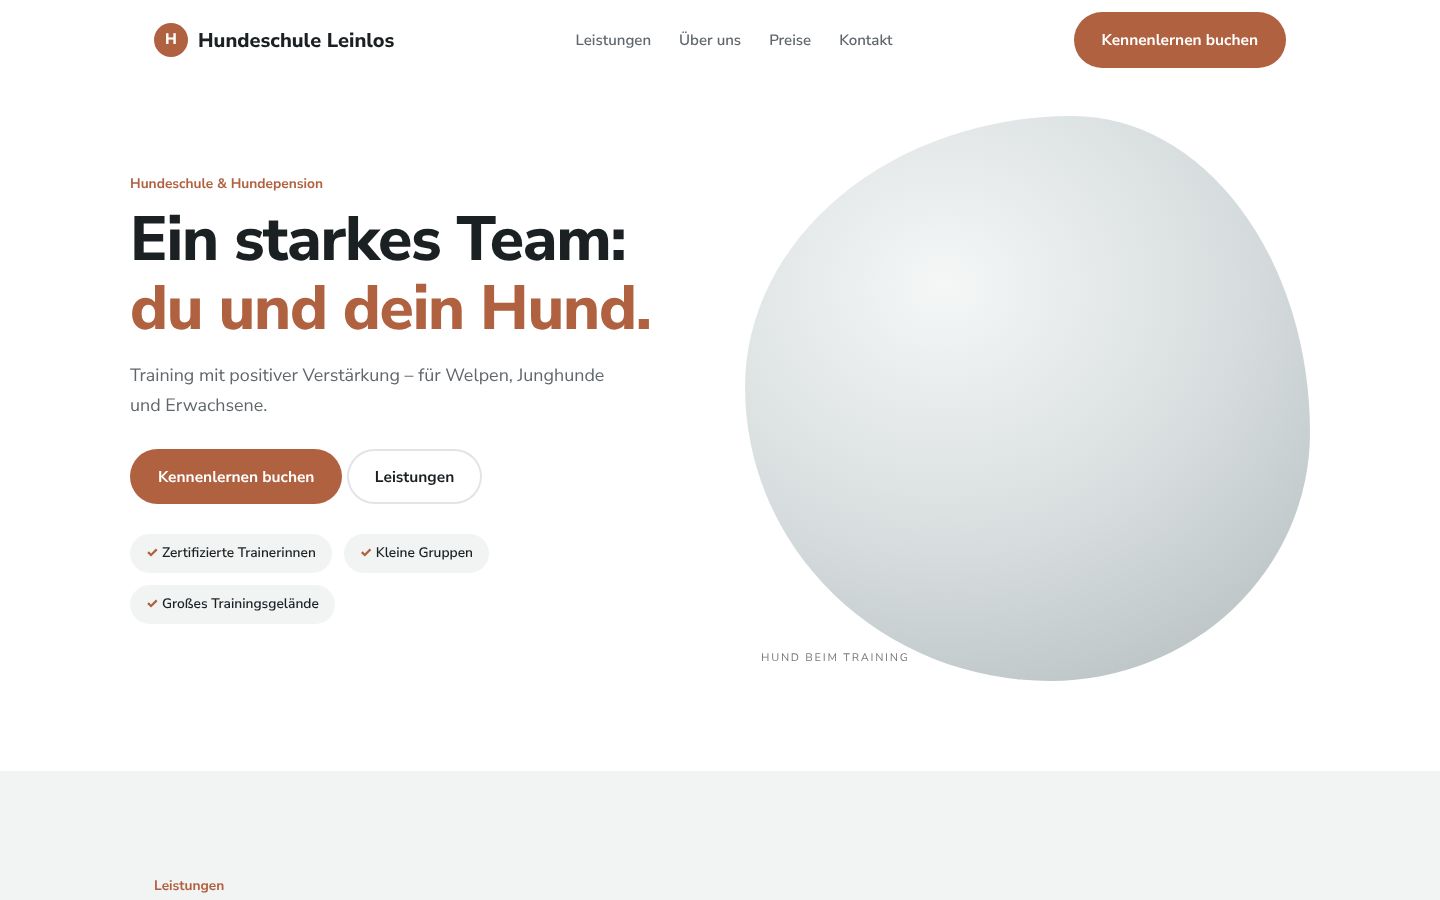 H Hundeschule Leinlos
Leistungen Über uns Preise Kontakt
Kennenlernen buchen
Hundeschule & Hundepension
Ein starkes Team:
du und dein Hund.
Training mit positiver Verstärkung – für Welpen, Junghunde
und Erwachsene.
Kennenlernen buchen Leistungen
✓ Zertifizierte Trainerinnen ✓ Kleine Gruppen
✓ Großes Trainingsgelände
HUND BEIM TRAINING
Leistungen